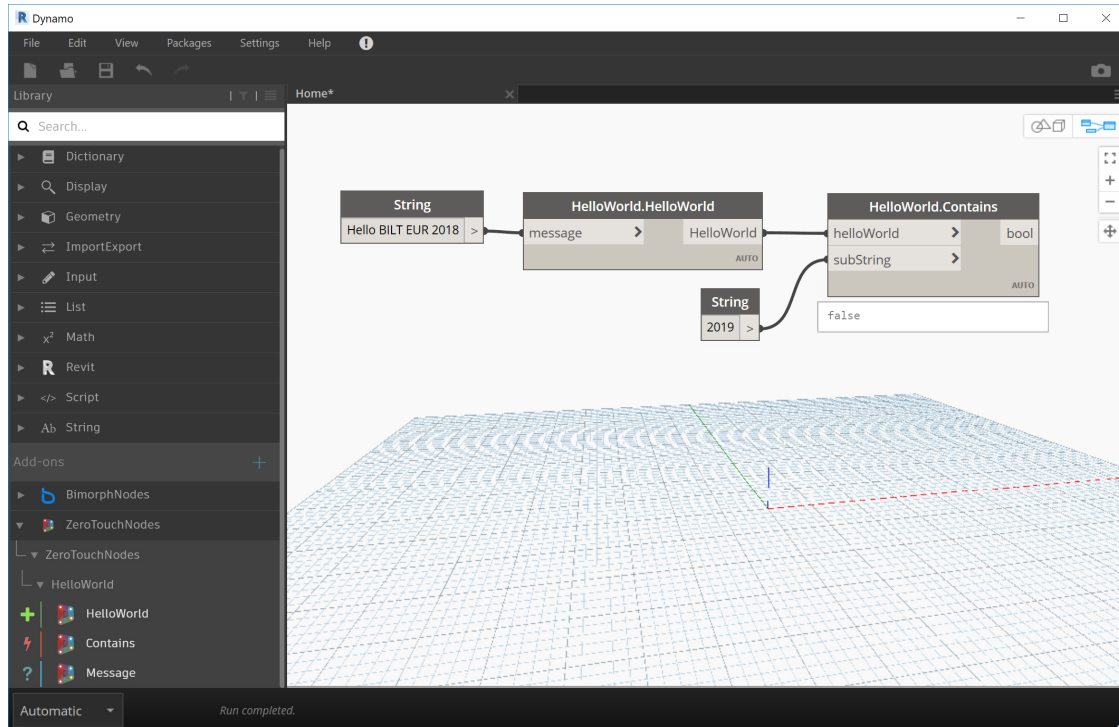 Dynamo
File Edit View Packages Settings Help
Library
Home*
Search...
Dictionary
Display
Geometry
ImportExport
Input
List
Math
Revit
Script
String
Add-ons
BimorphNodes
ZeroTouchNodes
ZeroTouchNodes
HelloWorld
HelloWorld
Contains
Message
String
Hello BILT EUR 2018 >
HelloWorld.HelloWorld
message > HelloWorld
AUTO
String
2019 >
HelloWorld.Contains
helloWorld > bool
subString >
AUTO
false
Automatic
Run completed.